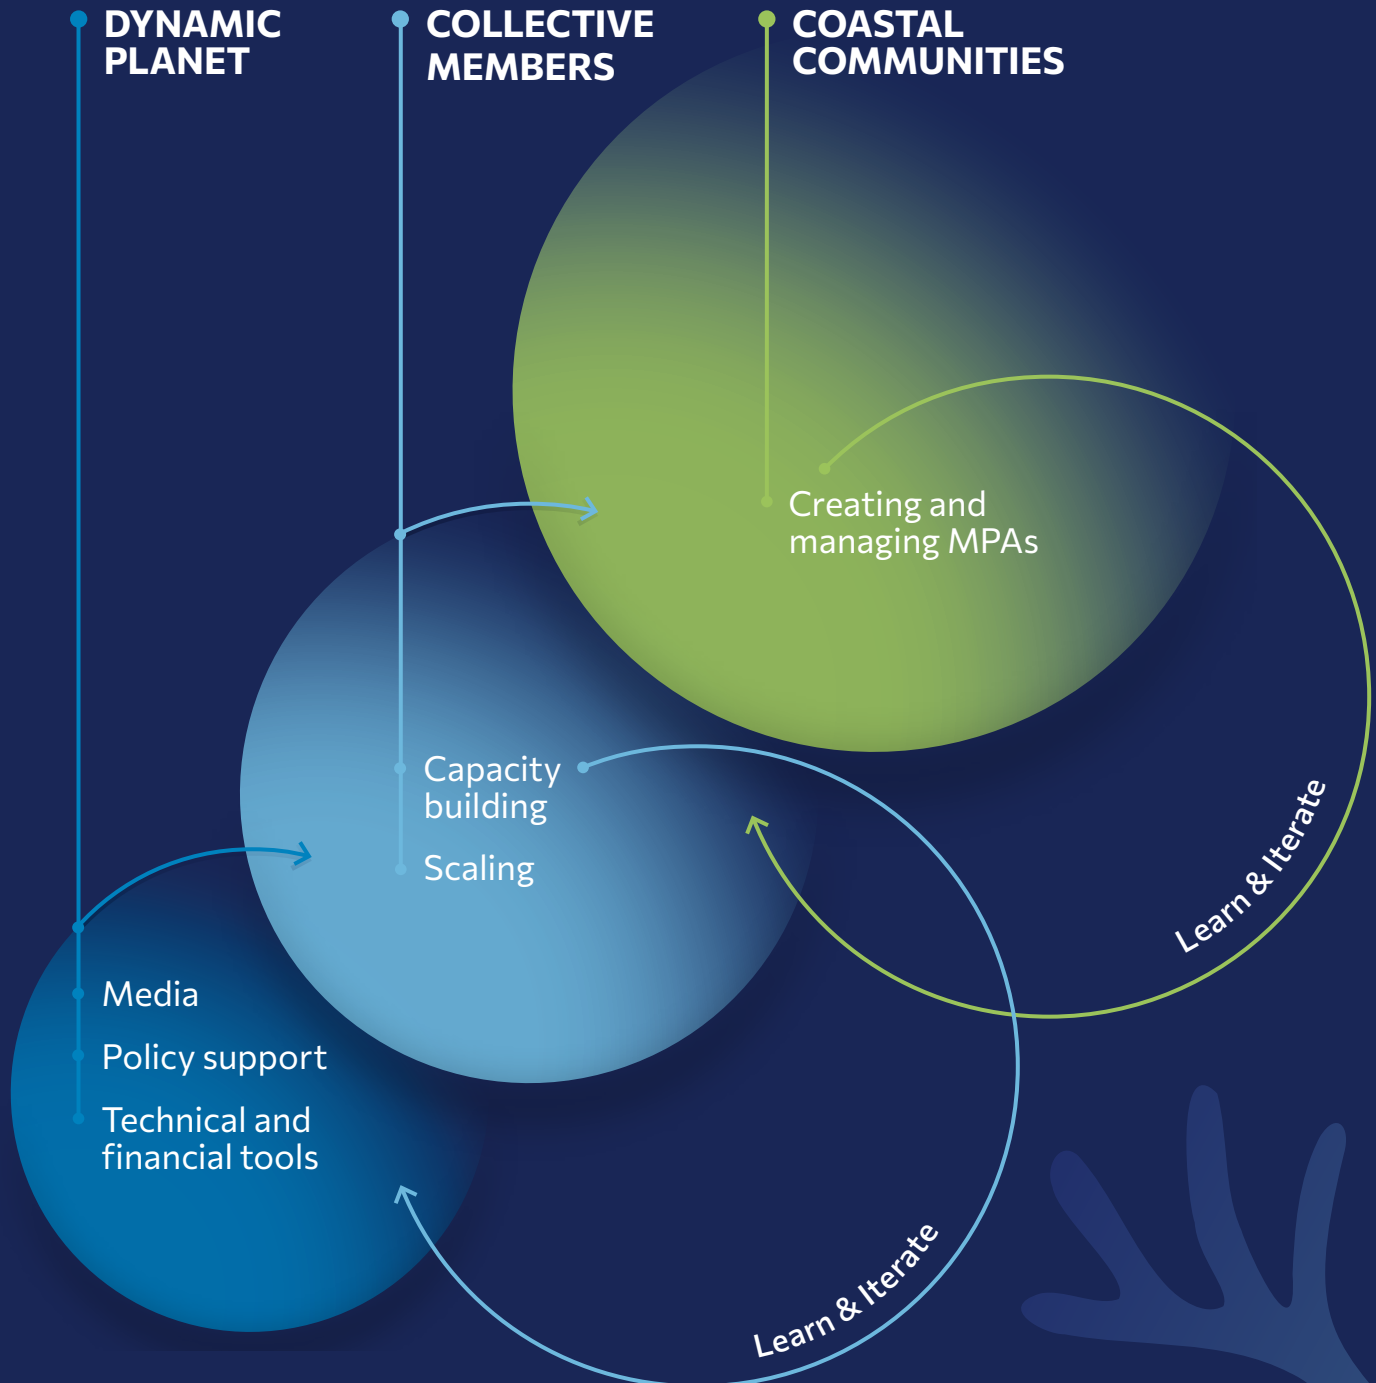 DYNAMIC
PLANET
COLLECTIVE
MEMBERS
COASTAL
COMMUNITIES
Creating and
managing MPAs
Capacity
building
Scaling
Learn & Iterate
Media
Policy support
Technical and
financial tools
Learn & Iterate